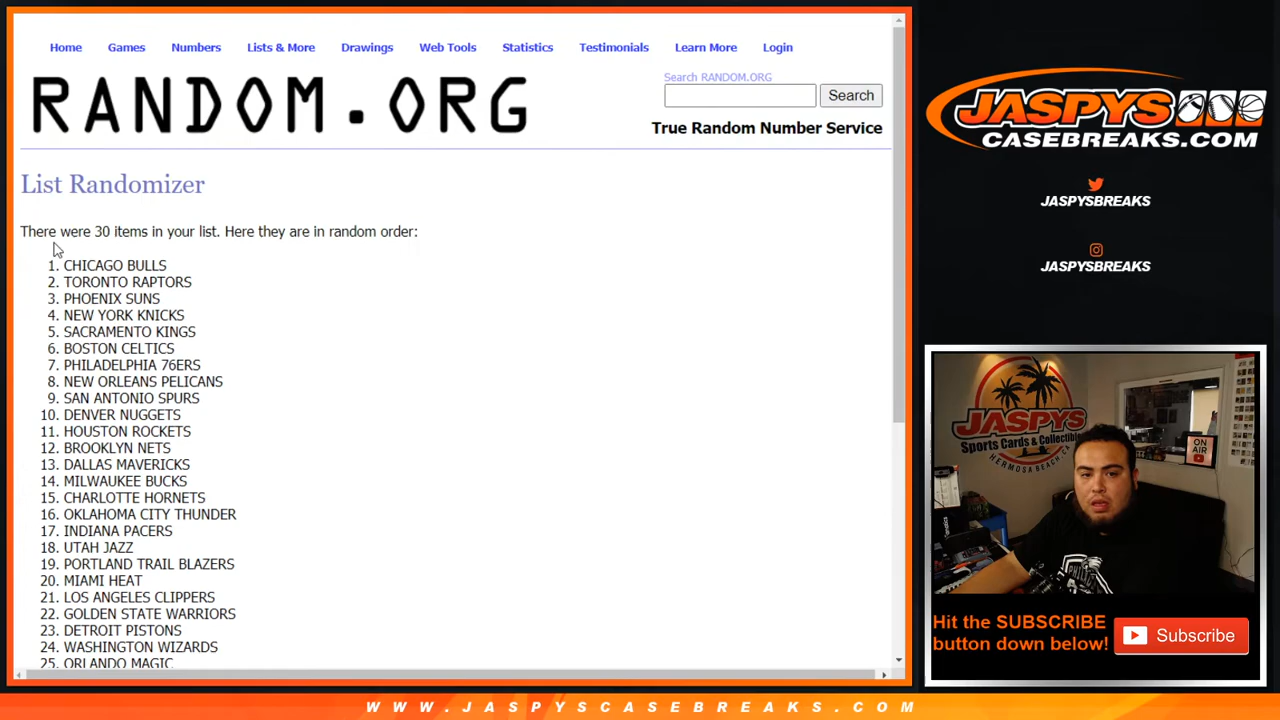 Home Games Numbers Lists & More Drawings Web Tools Statistics Testimonials Learn More Login
RANDOM.ORG
Search RANDOM.ORG
Search
True Random Number Service
List Randomizer
There were 30 items in your list. Here they are in random order:
1. CHICAGO BULLS
2. TORONTO RAPTORS
3. PHOENIX SUNS
4. NEW YORK KNICKS
5. SACRAMENTO KINGS
6. BOSTON CELTICS
7. PHILADELPHIA 76ERS
8. NEW ORLEANS PELICANS
9. SAN ANTONIO SPURS
10. DENVER NUGGETS
11. HOUSTON ROCKETS
12. BROOKLYN NETS
13. DALLAS MAVERICKS
14. MILWAUKEE BUCKS
15. CHARLOTTE HORNETS
16. OKLAHOMA CITY THUNDER
17. INDIANA PACERS
18. UTAH JAZZ
19. PORTLAND TRAIL BLAZERS
20. MIAMI HEAT
21. LOS ANGELES CLIPPERS
22. GOLDEN STATE WARRIORS
23. DETROIT PISTONS
24. WASHINGTON WIZARDS
25. ORLANDO MAGIC
JASPYS
CASEBREAKS.COM
JASPYSBREAKS
JASPYSBREAKS
JASPYS
Sports Cards & Collectibles
HERMOSA BEACH, CA
ON
AIR
Hit the SUBSCRIBE
button down below!
Subscribe
WWW.JASPYSCASEBREAKS.COM